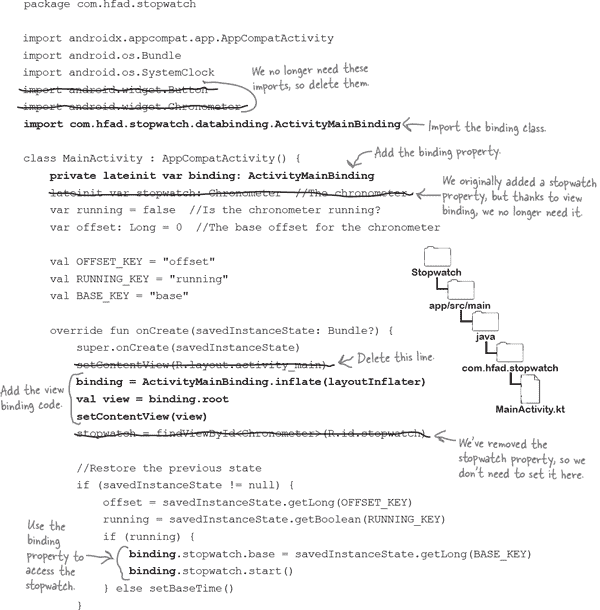 package com.hfad.stopwatch
import androidx.appcompat.app.AppCompatActivity
import android.os.Bundle
import android.os.SystemClock
import android.widget.Button
import android.widget.Chronometer
We no longer need these
imports, so delete them.
import com.hfad.stopwatch.databinding.ActivityMainBinding
Import the binding class.
class MainActivity : AppCompatActivity() {
Add the binding property.
private lateinit var binding: ActivityMainBinding
lateinit var stopwatch: Chronometer //The chronometer
We originally added a stopwatch
property, but thanks to view
binding, we no longer need it.
var running = false //Is the chronometer running?
var offset: Long = 0 //The base offset for the chronometer
val OFFSET_KEY = "offset"
val RUNNING_KEY = "running"
val BASE_KEY = "base"
Stopwatch
app/src/main
java
com.hfad.stopwatch
MainActivity.kt
override fun onCreate(savedInstanceState: Bundle?) {
super.onCreate(savedInstanceState)
setContentView(R.layout.activity_main)
Delete this line.
Add the view
binding code.
binding = ActivityMainBinding.inflate(layoutInflater)
val view = binding.root
setContentView(view)
stopwatch = findViewById<Chronometer>(R.id.stopwatch)
We've removed the
stopwatch property, so we
don't need to set it here.
//Restore the previous state
if (savedInstanceState != null) {
offset = savedInstanceState.getLong(OFFSET_KEY)
running = savedInstanceState.getBoolean(RUNNING_KEY)
if (running) {
Use the
binding
property to
access the
stopwatch.
binding.stopwatch.base = savedInstanceState.getLong(BASE_KEY)
binding.stopwatch.start()
} else setBaseTime()
}